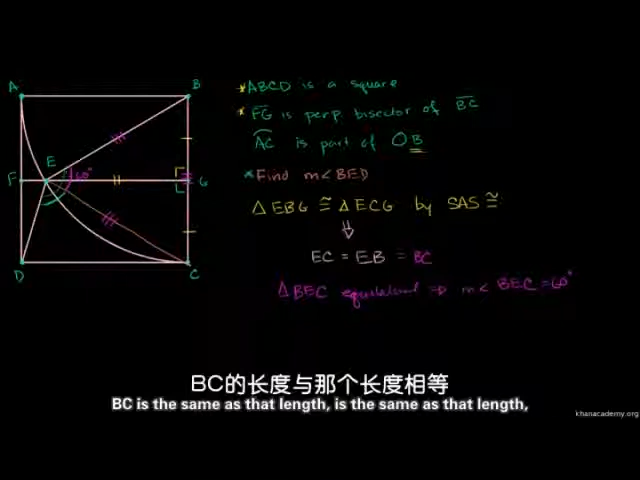 A
B
*ABCD is a square
*FG is perp. bisector of BC
AC is part of ⊙B
E
F
60°
G
*Find m∠BED
△EBG ≅ △ECG by SAS ≅
⇓
EC = EB = BC
D
C
△BEC equilateral ⇒ m∠BEC = 60°
BC的长度与那个长度相等
BC is the same as that length, is the same as that length,
khanacademy.org